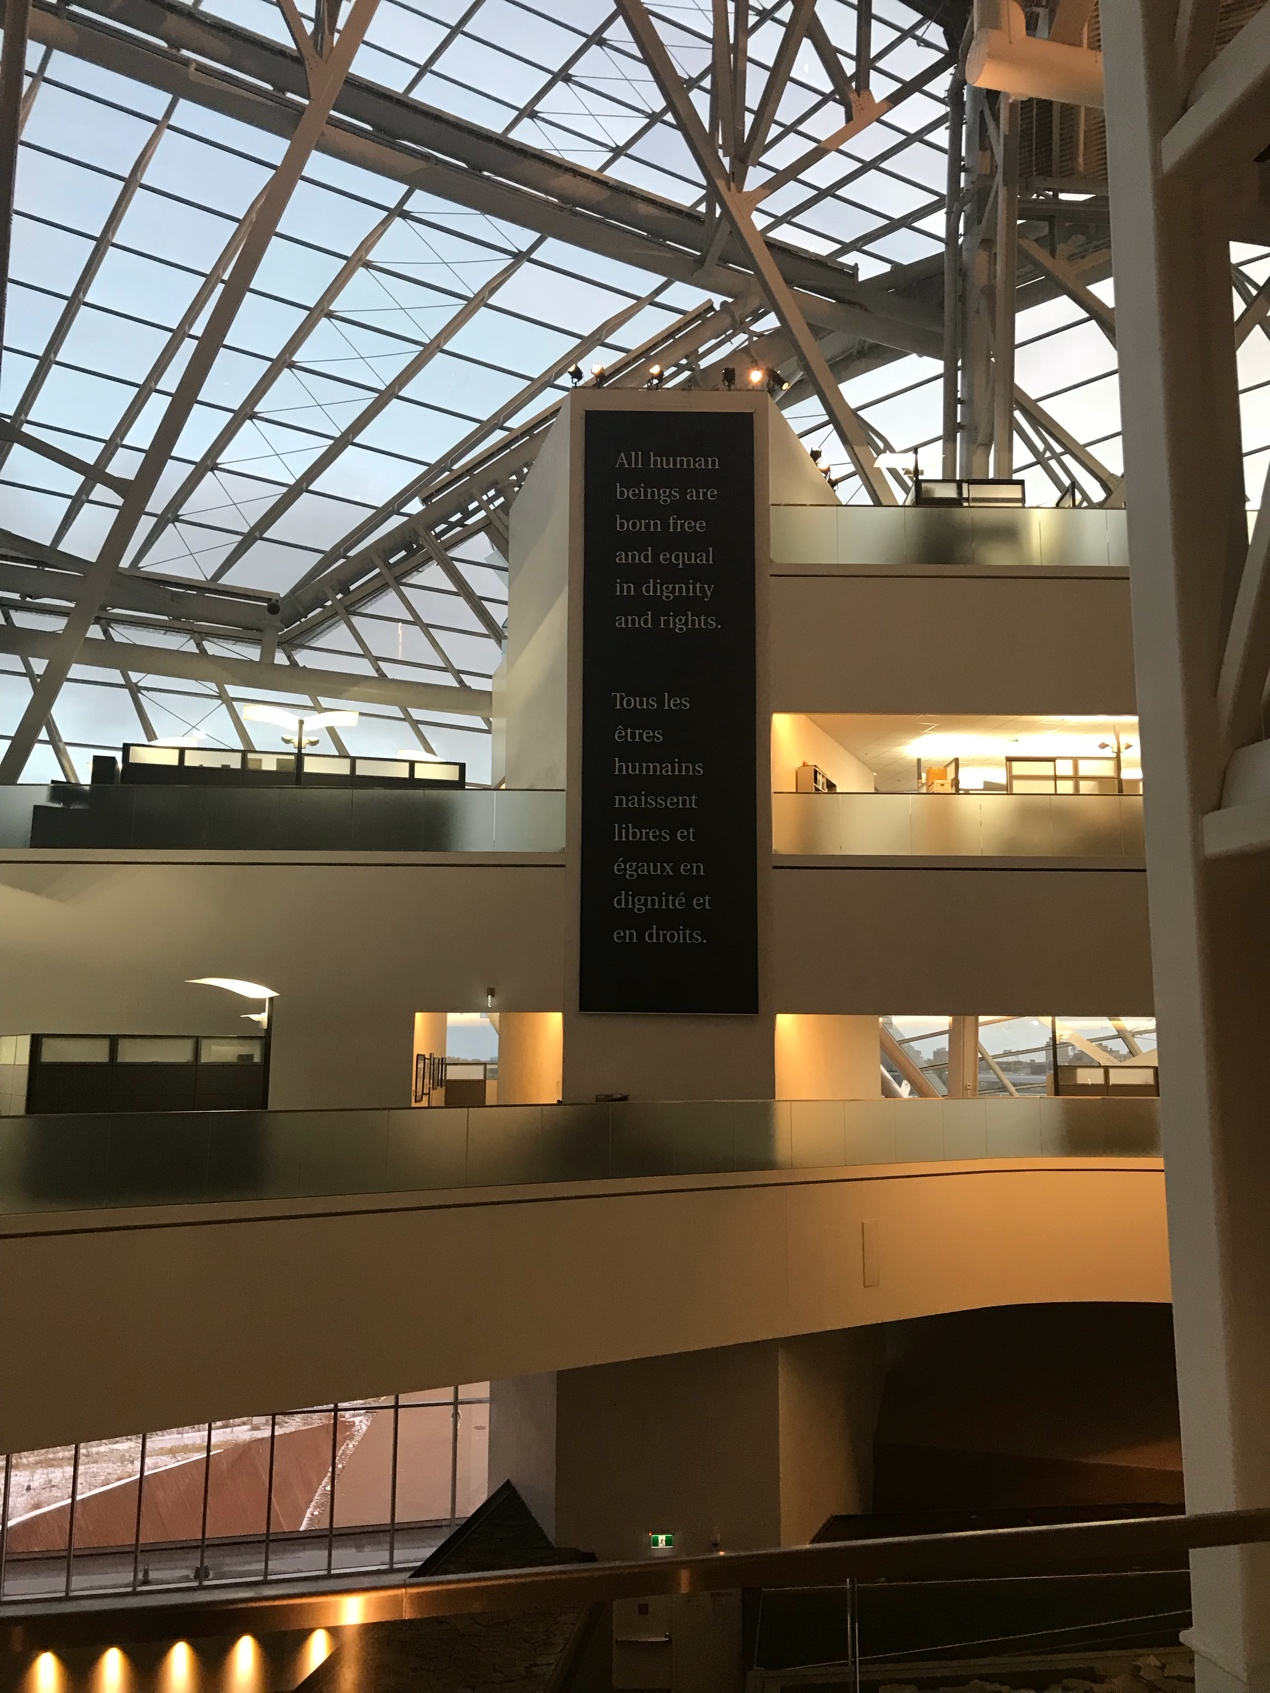 All human
beings are
born free
and equal
in dignity
and rights.
Tous les
êtres
humains
naissent
libres et
égaux en
dignité et
en droits.